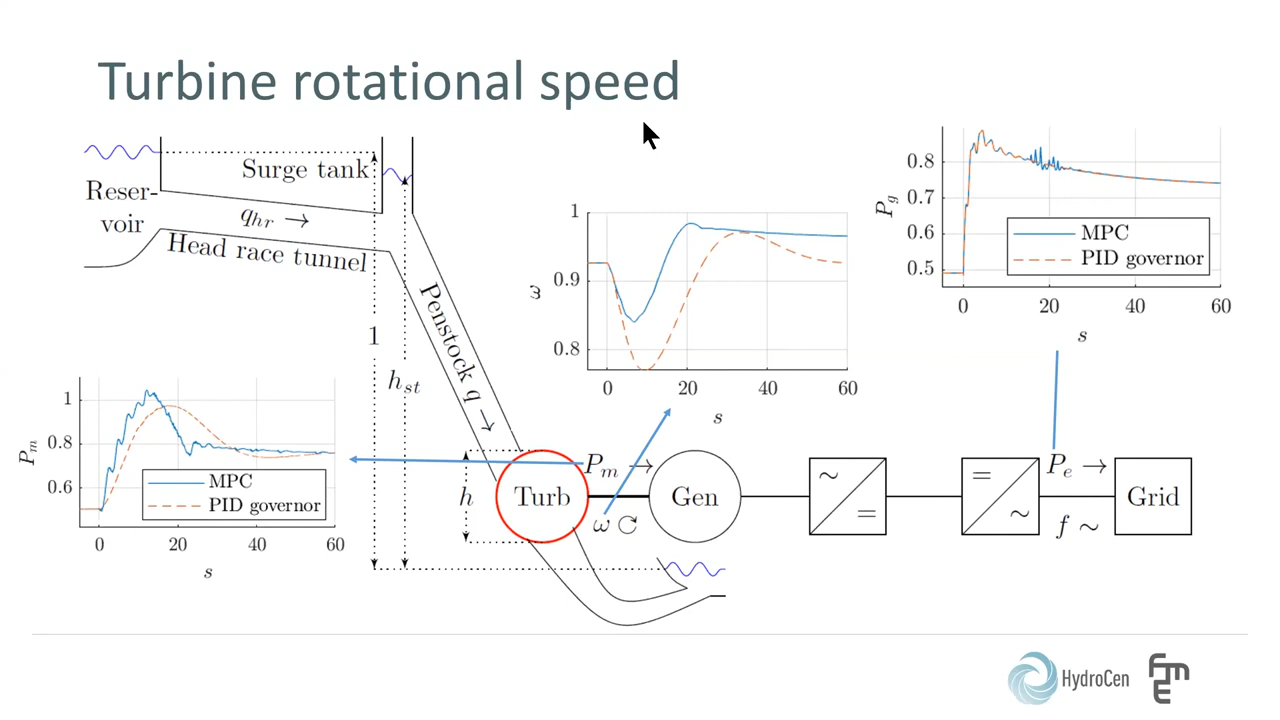 Turbine rotational speed
Surge tank
Reser-
voir
q_hr →
Head race tunnel
Penstock q →
1
h_st
P_m
1
0.8
0.6
MPC
PID governor
0 20 40 60
s
ω
1
0.9
0.8
0 20 40 60
s
P_g
0.8
0.7
0.6
0.5
MPC
PID governor
0 20 40 60
s
h
Turb
P_m →
ω ↻
Gen
~
=
=
~
P_e →
f ~
Grid
HydroCen
FME